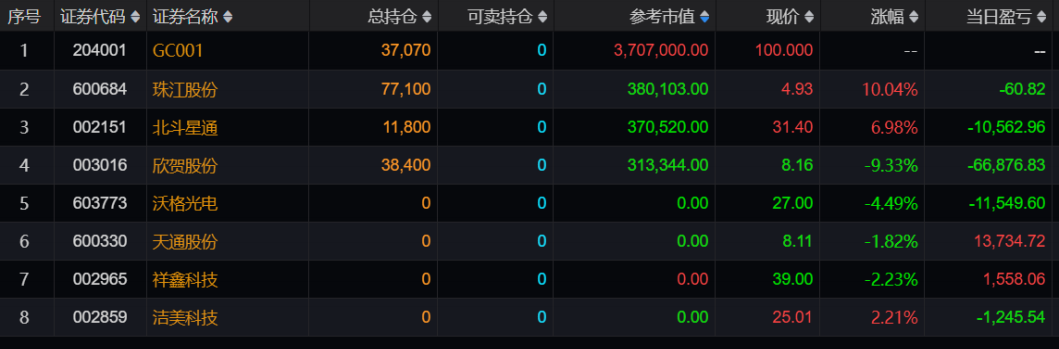 序号 证券代码 证券名称 总持仓 可卖持仓 参考市值 现价 涨幅 当日盈亏
1 204001 GC001 37,070 0 3,707,000.00 100.000 -- --
2 600684 珠江股份 77,100 0 380,103.00 4.93 10.04% -60.82
3 002151 北斗星通 11,800 0 370,520.00 31.40 6.98% -10,562.96
4 003016 欣贺股份 38,400 0 313,344.00 8.16 -9.33% -66,876.83
5 603773 沃格光电 0 0 0.00 27.00 -4.49% -11,549.60
6 600330 天通股份 0 0 0.00 8.11 -1.82% 13,734.72
7 002965 祥鑫科技 0 0 0.00 39.00 -2.23% 1,558.06
8 002859 洁美科技 0 0 0.00 25.01 2.21% -1,245.54